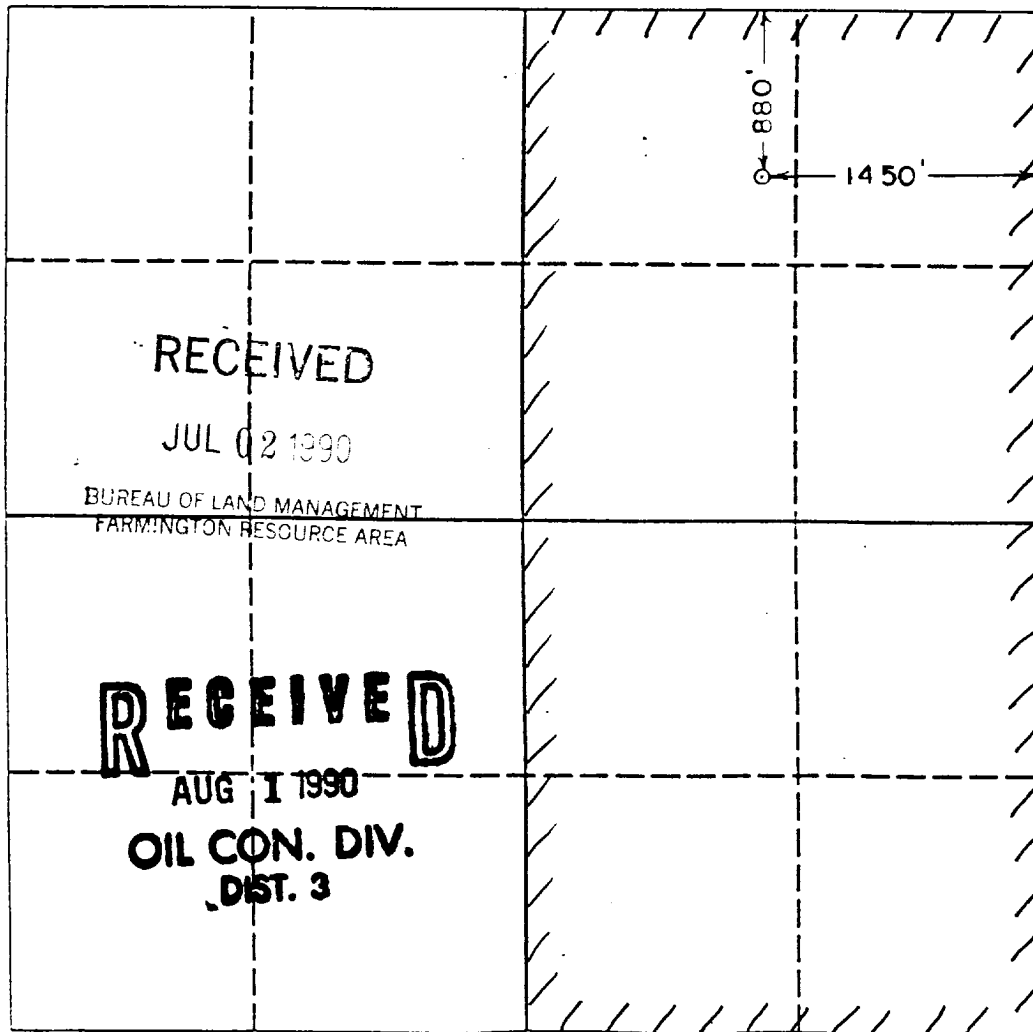 880'
1450'
RECEIVED
JUL 02 1990
BUREAU OF LAND MANAGEMENT
FARMINGTON RESOURCE AREA
RECEIVED
AUG 1 1990
OIL CON. DIV.
DIST. 3